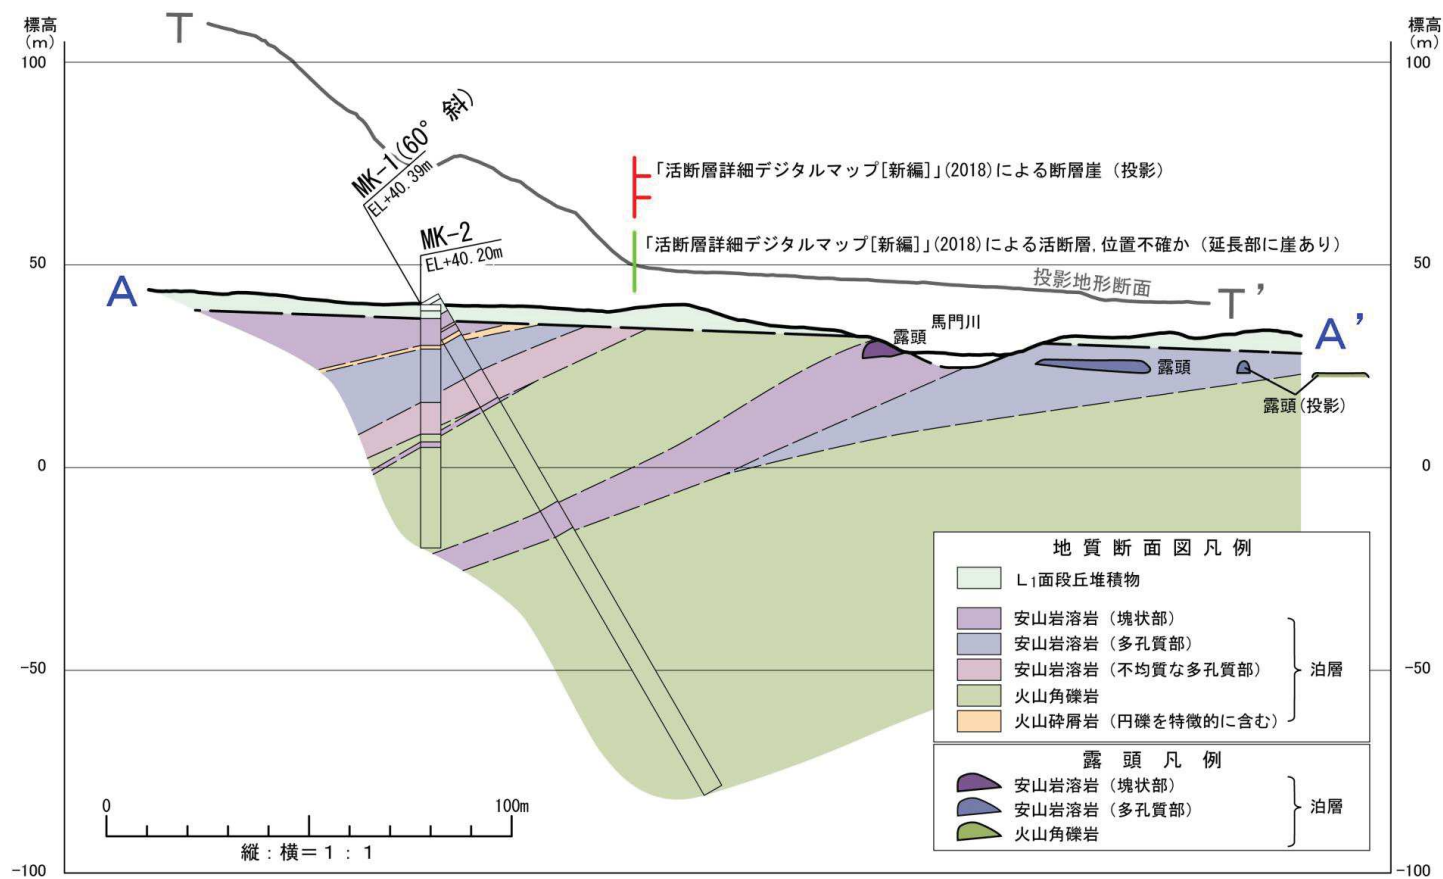 標高
(m)
標高
(m)
T
100
100
MK-1(60° 斜)
EL+40.39m
「活断層詳細デジタルマップ[新編]」(2018)による断層崖(投影)
MK-2
EL+40.20m
「活断層詳細デジタルマップ[新編]」(2018)による活断層,位置不確か(延長部に崖あり)
50
50
投影地形断面
T’
A
馬門川
露頭
A’
露頭
露頭(投影)
0
0
地質断面図凡例
L1面段丘堆積物
安山岩溶岩(塊状部)
安山岩溶岩(多孔質部)
安山岩溶岩(不均質な多孔質部)
泊層
火山角礫岩
火山砕屑岩(円礫を特徴的に含む)
-50
-50
露頭凡例
安山岩溶岩(塊状部)
安山岩溶岩(多孔質部)
泊層
火山角礫岩
0
100m
縦:横=1:1
-100
-100